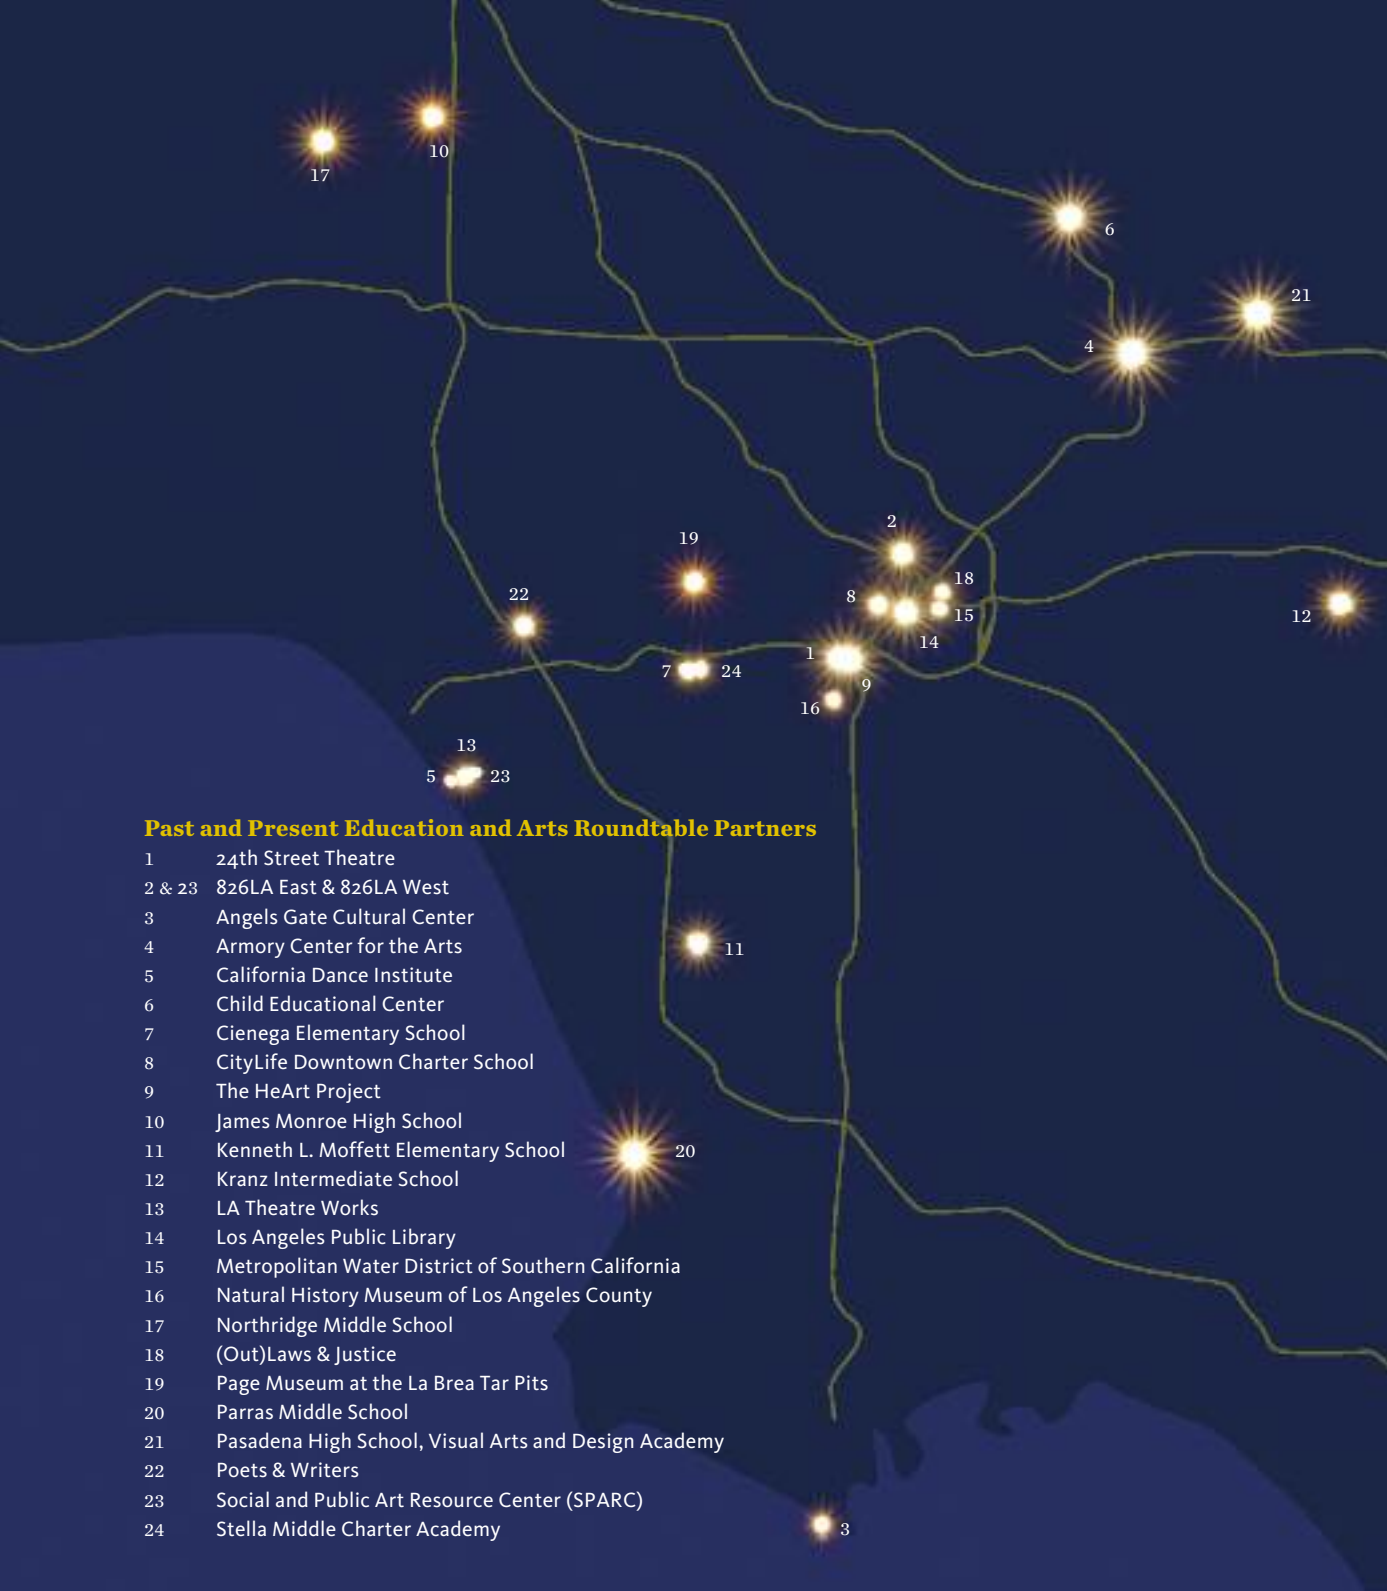 10
17
6
21
4
2
19
18
8
22
15
12
14
1
7
24
9
16
13
5
23
Past and Present Education and Arts Roundtable Partners
1 24th Street Theatre
2 & 23 826LA East & 826LA West
3 Angels Gate Cultural Center
4 Armory Center for the Arts
5 California Dance Institute
6 Child Educational Center
7 Cienega Elementary School
8 CityLife Downtown Charter School
9 The HeArt Project
10 James Monroe High School
11 Kenneth L. Moffett Elementary School
12 Kranz Intermediate School
13 LA Theatre Works
14 Los Angeles Public Library
15 Metropolitan Water District of Southern California
16 Natural History Museum of Los Angeles County
17 Northridge Middle School
18 (Out)Laws & Justice
19 Page Museum at the La Brea Tar Pits
20 Parras Middle School
21 Pasadena High School, Visual Arts and Design Academy
22 Poets & Writers
23 Social and Public Art Resource Center (SPARC)
24 Stella Middle Charter Academy
11
20
3